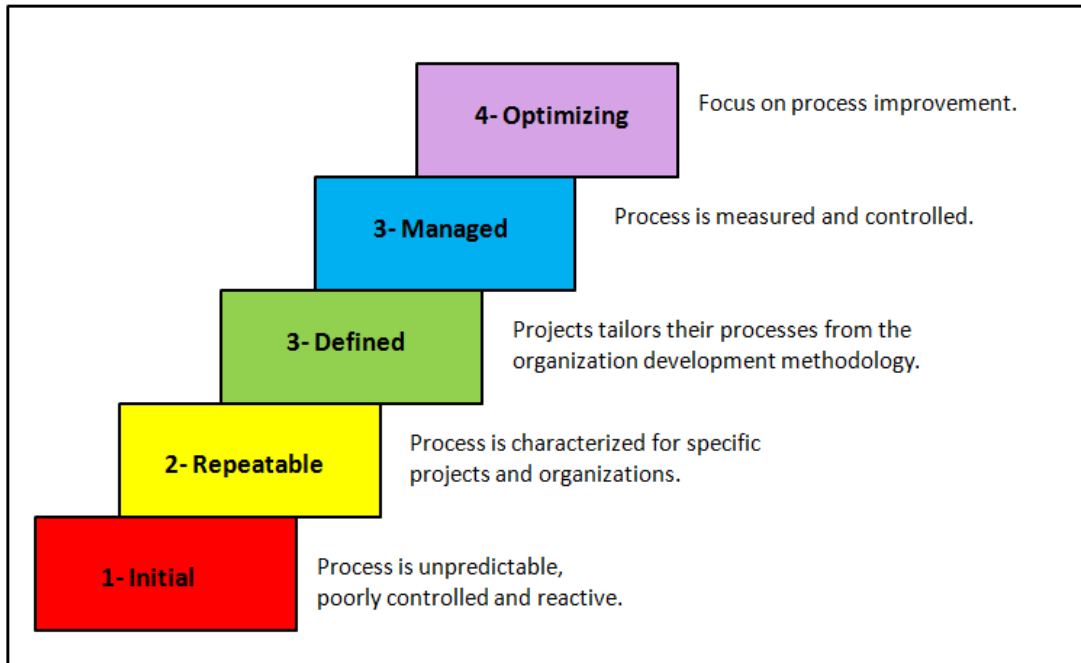 4- Optimizing
Focus on process improvement.
3- Managed
Process is measured and controlled.
3- Defined
Projects tailors their processes from the
organization development methodology.
2- Repeatable
Process is characterized for specific
projects and organizations.
1- Initial
Process is unpredictable,
poorly controlled and reactive.